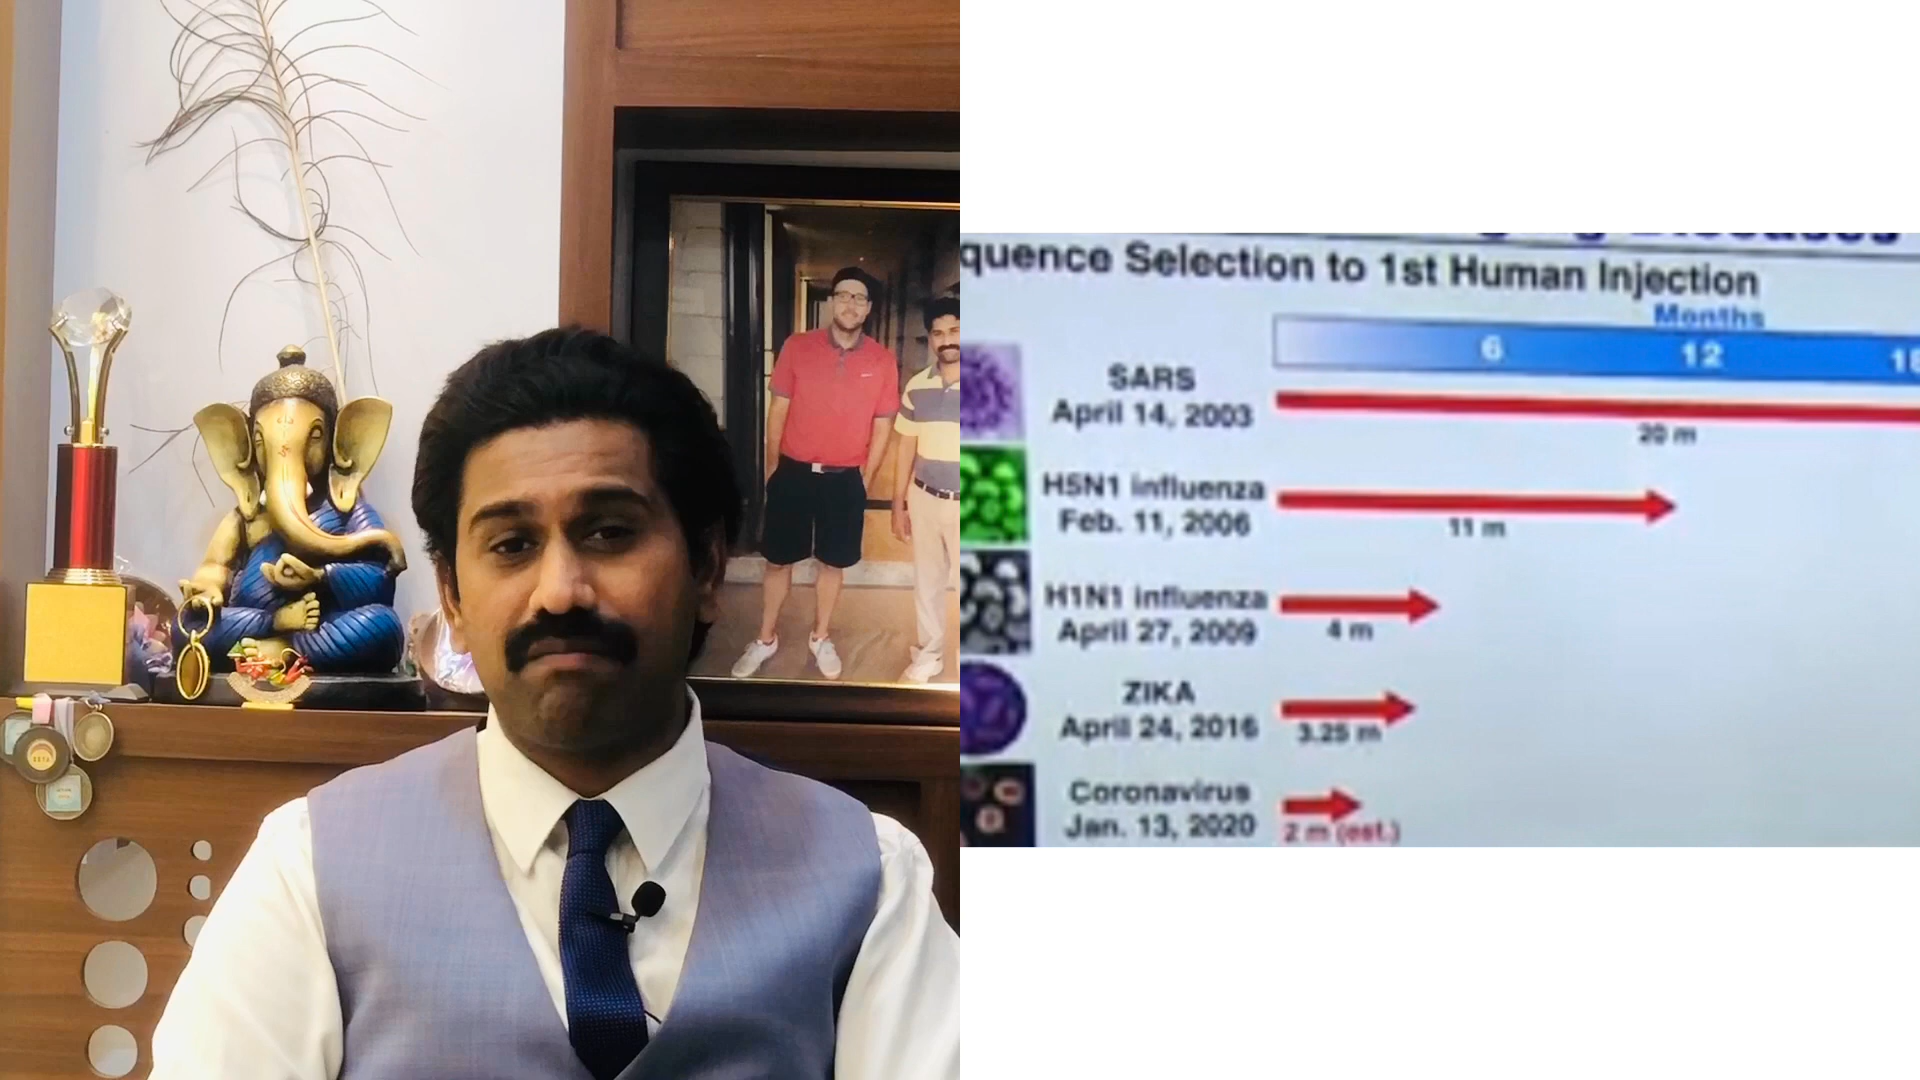 quence Selection to 1st Human Injection
Months
6 12 18
SARS
April 14, 2003
20 m
H5N1 influenza
Feb. 11, 2006
11 m
H1N1 influenza
April 27, 2009
4 m
ZIKA
April 24, 2016
3.25 m
Coronavirus
Jan. 13, 2020
2 m (est.)